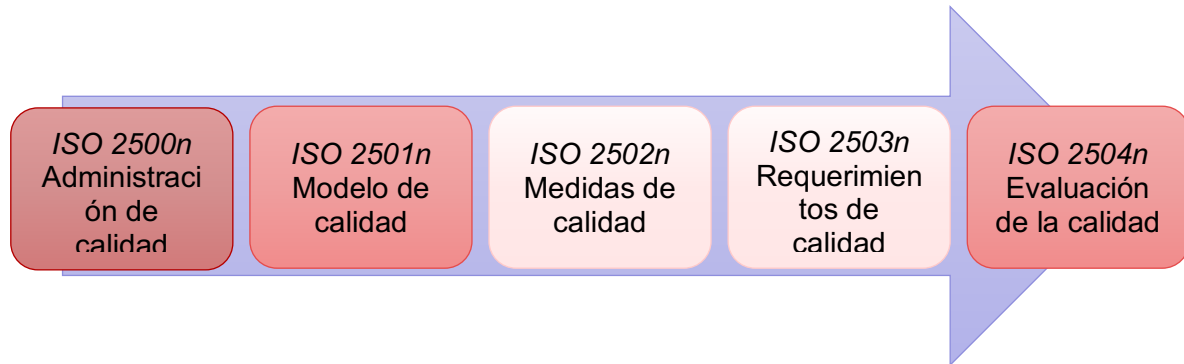 ISO 2500n
Administraci
ón de
calidad
ISO 2501n
Modelo de
calidad
ISO 2502n
Medidas de
calidad
ISO 2503n
Requerimien
tos de
calidad
ISO 2504n
Evaluación
de la calidad